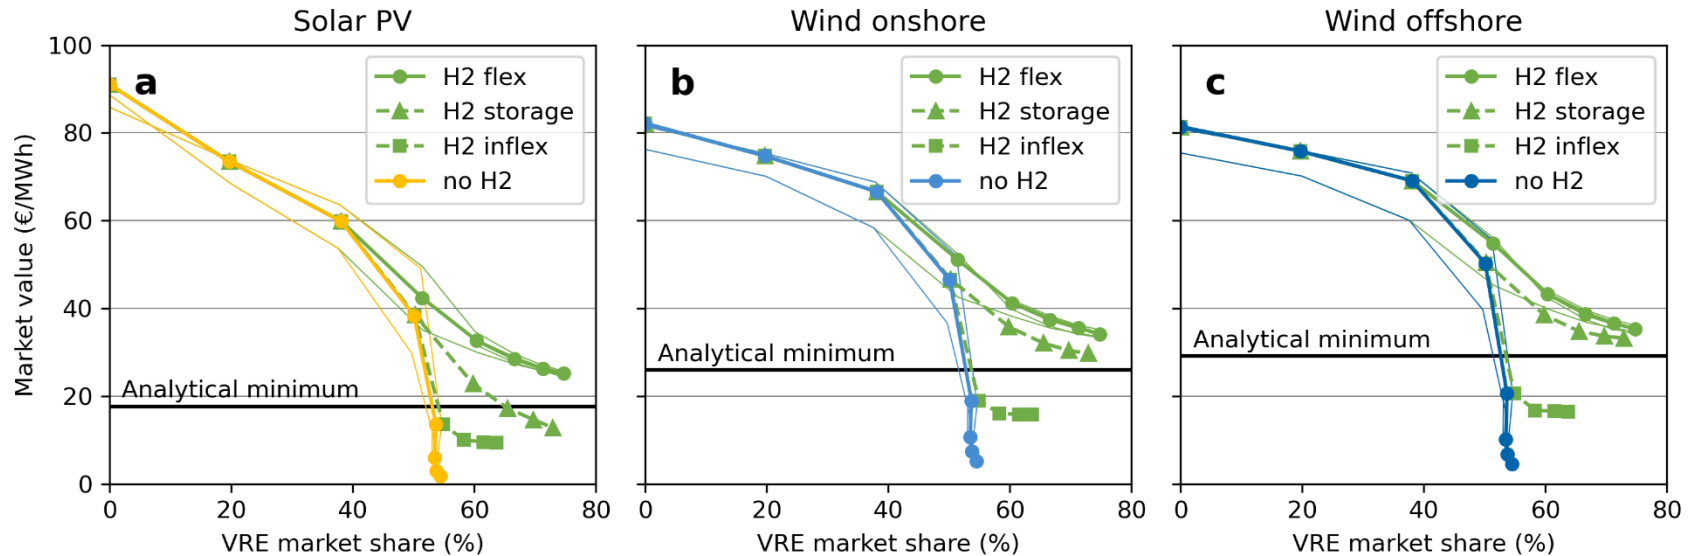 Solar PV
Wind onshore
Wind offshore
Market value (€/MWh)
100
80
60
40
20
0
a
H2 flex
H2 storage
H2 inflex
no H2
Analytical minimum
0 20 40 60 80
VRE market share (%)
b
H2 flex
H2 storage
H2 inflex
no H2
Analytical minimum
0 20 40 60 80
VRE market share (%)
c
H2 flex
H2 storage
H2 inflex
no H2
Analytical minimum
0 20 40 60 80
VRE market share (%)